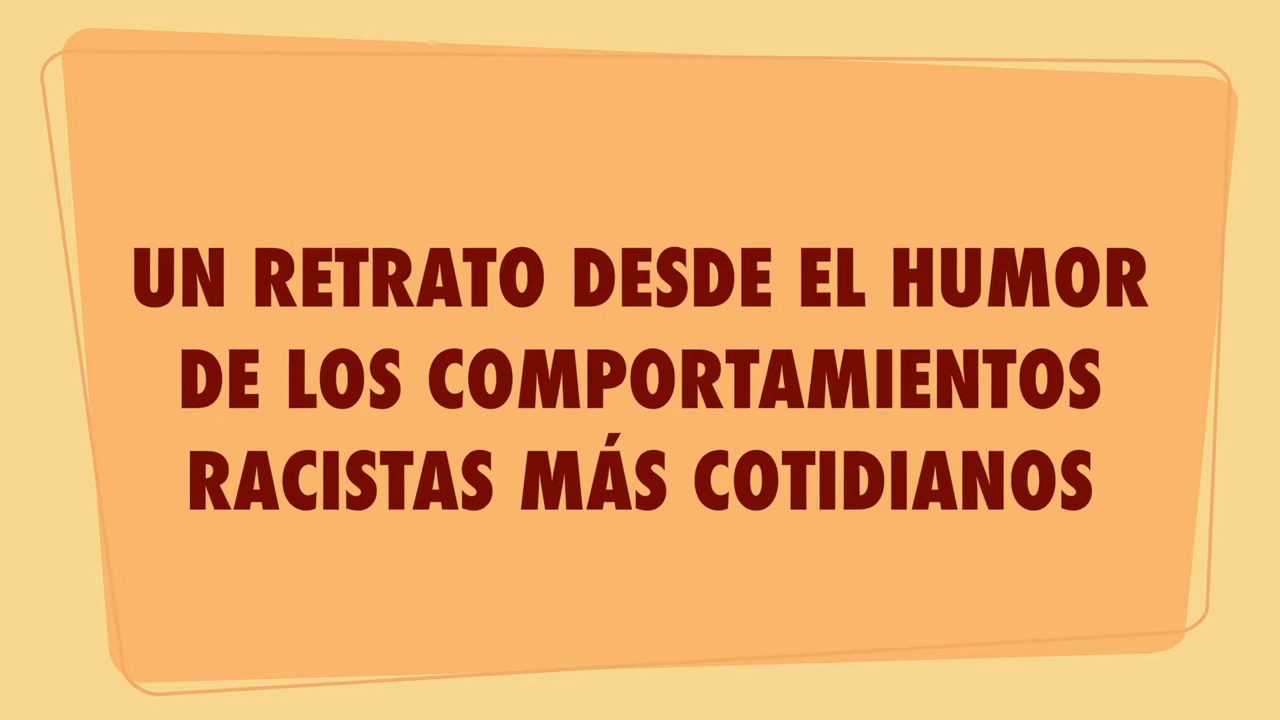 UN RETRATO DESDE EL HUMOR
DE LOS COMPORTAMIENTOS
RACISTAS MÁS COTIDIANOS